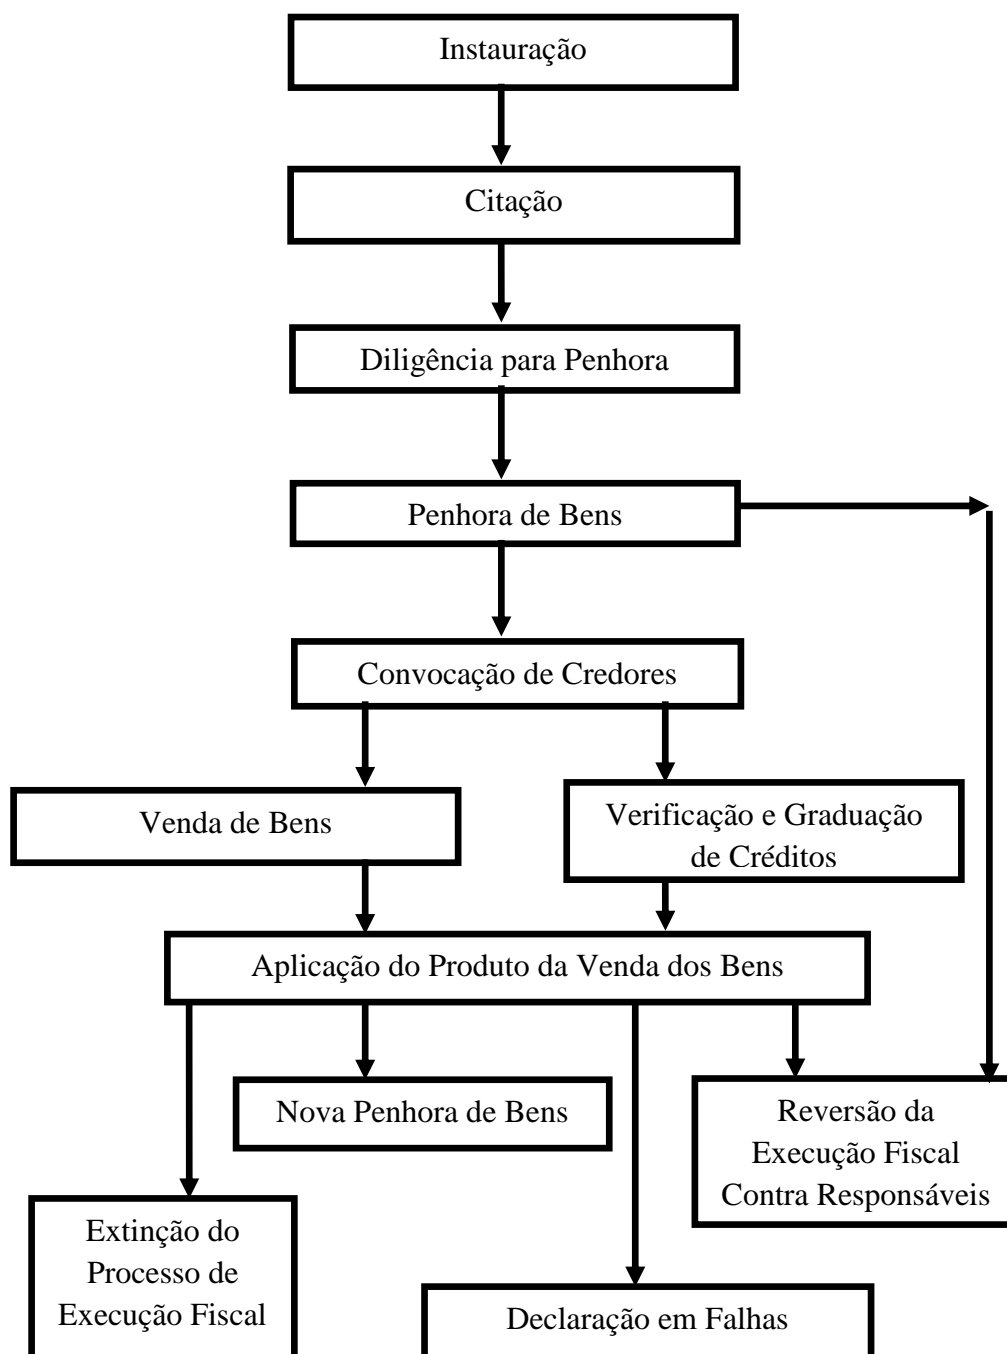 Instauração
Citação
Diligência para Penhora
Penhora de Bens
Convocação de Credores
Venda de Bens
Verificação e Graduação
de Créditos
Aplicação do Produto da Venda dos Bens
Nova Penhora de Bens
Reversão da
Execução Fiscal
Contra Responsáveis
Extinção do
Processo de
Execução Fiscal
Declaração em Falhas